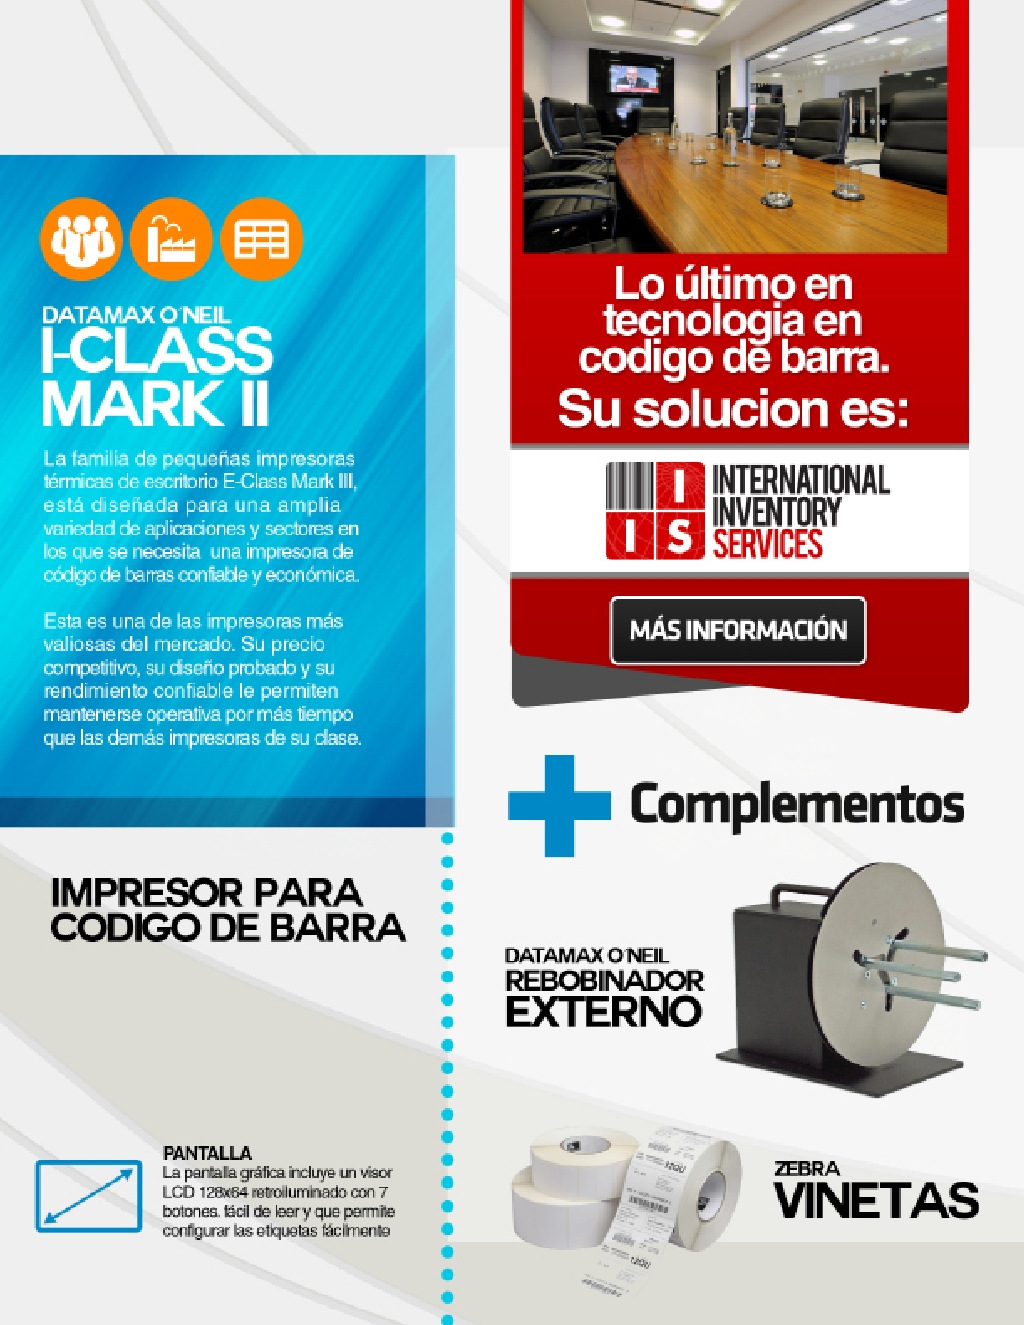 DATAMAX O'NEIL
I-CLASS
MARK II
La familia de pequeñas impresoras
térmicas de escritorio E-Class Mark III,
está diseñada para una amplia
variedad de aplicaciones y sectores en
los que se necesita una impresora de
código de barras confiable y económica.
Esta es una de las impresoras más
valiosas del mercado. Su precio
competitivo, su diseño probado y su
rendimiento confiable le permiten
mantenerse operativa por más tiempo
que las demás impresoras de su clase.
IMPRESOR PARA
CODIGO DE BARRA
PANTALLA
La pantalla gráfica incluye un visor
LCD 128x64 retroiluminado con 7
botones. fácil de leer y que permite
configurar las etiquetas fácilmente
Lo último en
tecnologia en
codigo de barra.
Su solucion es:
I
I S
INTERNATIONAL
INVENTORY
SERVICES
MÁS INFORMACIÓN
Complementos
DATAMAX O'NEIL
REBOBINADOR
EXTERNO
ZEBRA
VINETAS